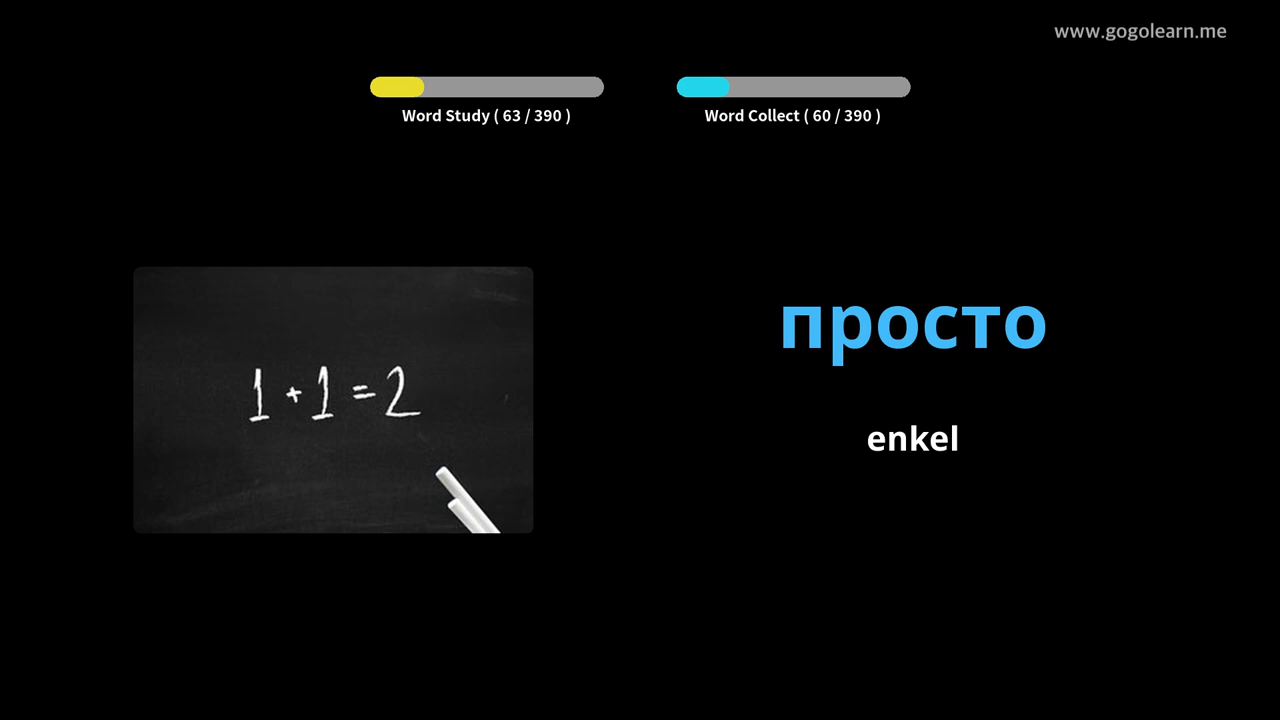 www.gogolearn.me
Word Study ( 63 / 390 )
Word Collect ( 60 / 390 )
1 + 1 = 2
просто
enkel